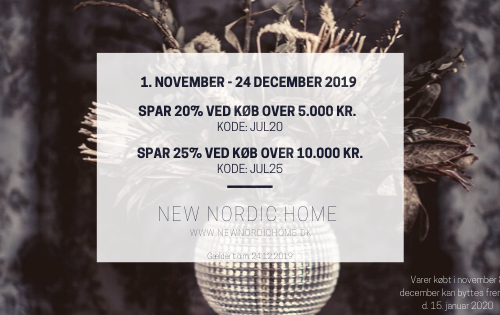 1. NOVEMBER - 24 DECEMBER 2019
SPAR 20% VED KØB OVER 5.000 KR.
KODE: JUL20
SPAR 25% VED KØB OVER 10.000 KR.
KODE: JUL25
NEW NORDIC HOME
WWW.NEWNORDICHOME.DK
Gælder t.o.m. 24.12.2019
Varer købt i november
december kan byttes frem
d. 15. januar 2020